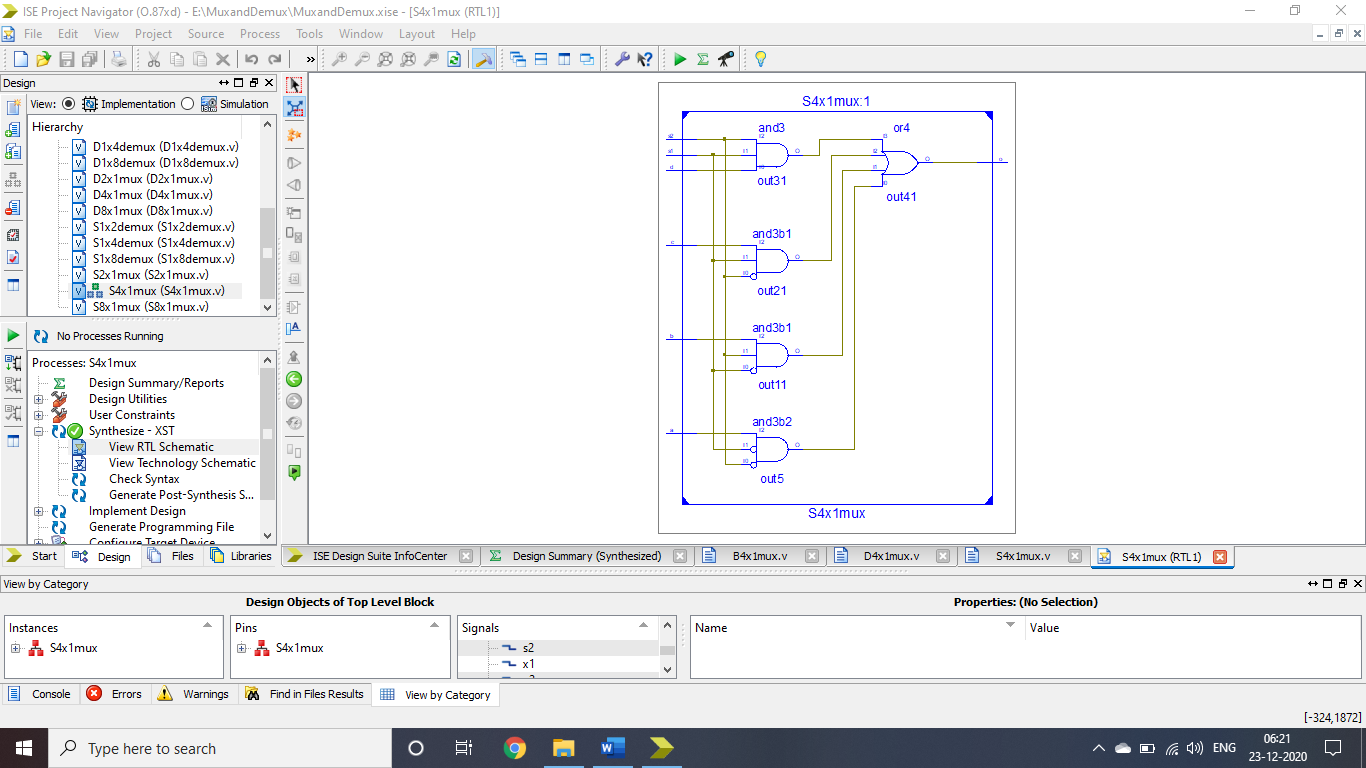 ISE Project Navigator (O.87xd) - E:\MuxandDemux\MuxandDemux.xise - [S4x1mux (RTL1)]
File Edit View Project Source Process Tools Window Layout Help
Design
View: Implementation Simulation
Hierarchy
D1x4demux (D1x4demux.v)
D1x8demux (D1x8demux.v)
D2x1mux (D2x1mux.v)
D4x1mux (D4x1mux.v)
D8x1mux (D8x1mux.v)
S1x2demux (S1x2demux.v)
S1x4demux (S1x4demux.v)
S1x8demux (S1x8demux.v)
S2x1mux (S2x1mux.v)
S4x1mux (S4x1mux.v)
S8x1mux (S8x1mux.v)
No Processes Running
Processes: S4x1mux
Design Summary/Reports
Design Utilities
User Constraints
Synthesize - XST
View RTL Schematic
View Technology Schematic
Check Syntax
Generate Post-Synthesis S...
Implement Design
Generate Programming File
Configure Target Device
Start Design Files Libraries
S4x1mux:1
and3
or4
out31
out41
and3b1
out21
and3b1
out11
and3b2
out5
S4x1mux
ISE Design Suite InfoCenter
Design Summary (Synthesized)
B4x1mux.v
D4x1mux.v
S4x1mux.v
S4x1mux (RTL1)
View by Category
Design Objects of Top Level Block
Properties: (No Selection)
Instances
S4x1mux
Pins
S4x1mux
Signals
s2
x1
Name Value
Console Errors Warnings Find in Files Results View by Category
[-324,1872]
Type here to search
ENG
06:21
23-12-2020